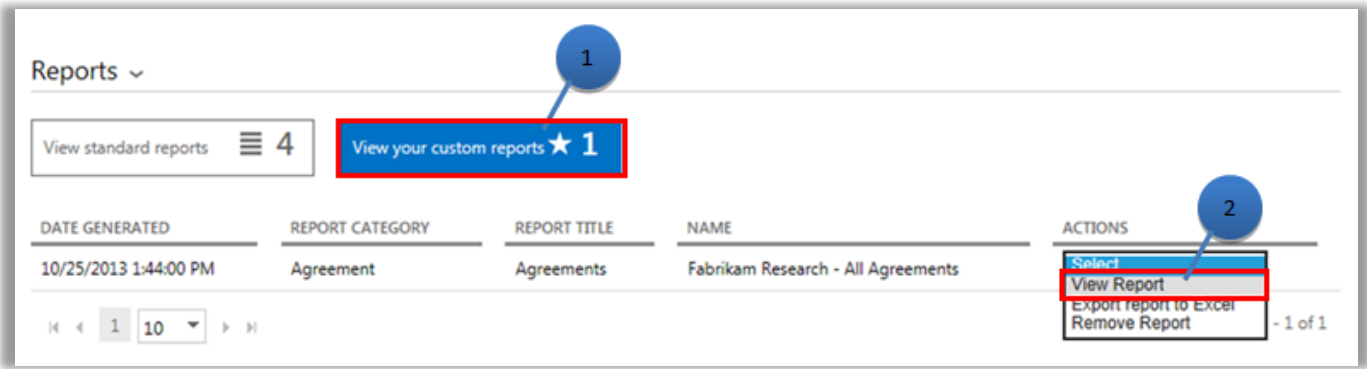 1
Reports
View standard reports 4
View your custom reports ★ 1
2
DATE GENERATED REPORT CATEGORY REPORT TITLE NAME ACTIONS
10/25/2013 1:44:00 PM Agreement Agreements Fabrikam Research - All Agreements Select
View Report
Export report to Excel
Remove Report
1 10 - 1 of 1